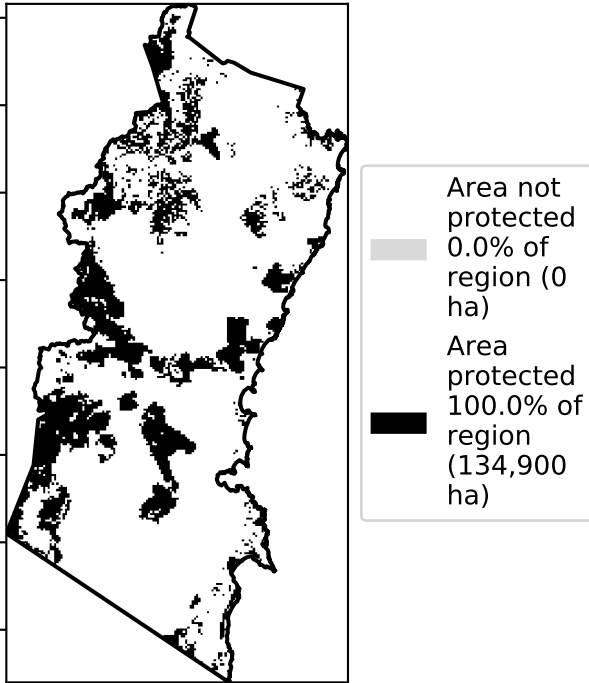 Area not
protected
0.0% of
region (0
ha)
Area
protected
100.0% of
region
(134,900
ha)